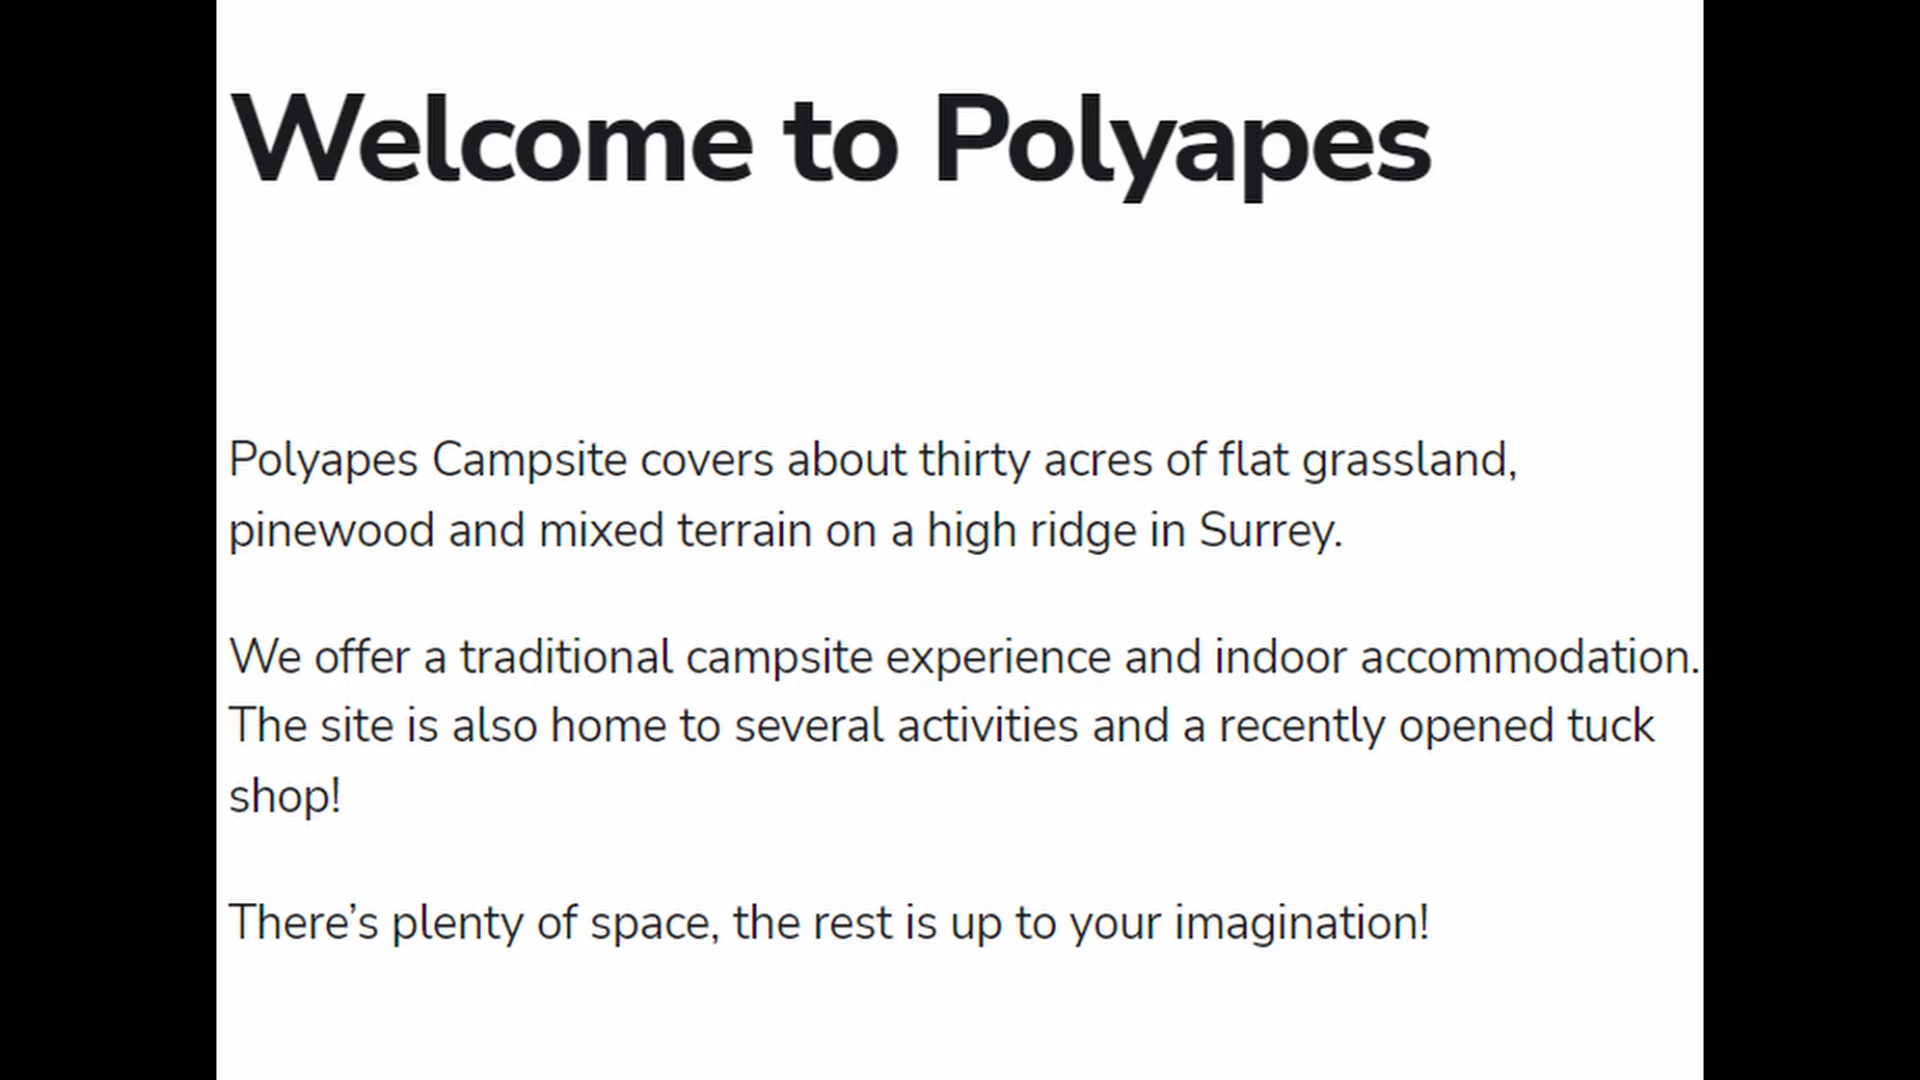 Welcome to Polyapes
Polyapes Campsite covers about thirty acres of flat grassland,
pinewood and mixed terrain on a high ridge in Surrey.
We offer a traditional campsite experience and indoor accommodation.
The site is also home to several activities and a recently opened tuck
shop!
There’s plenty of space, the rest is up to your imagination!